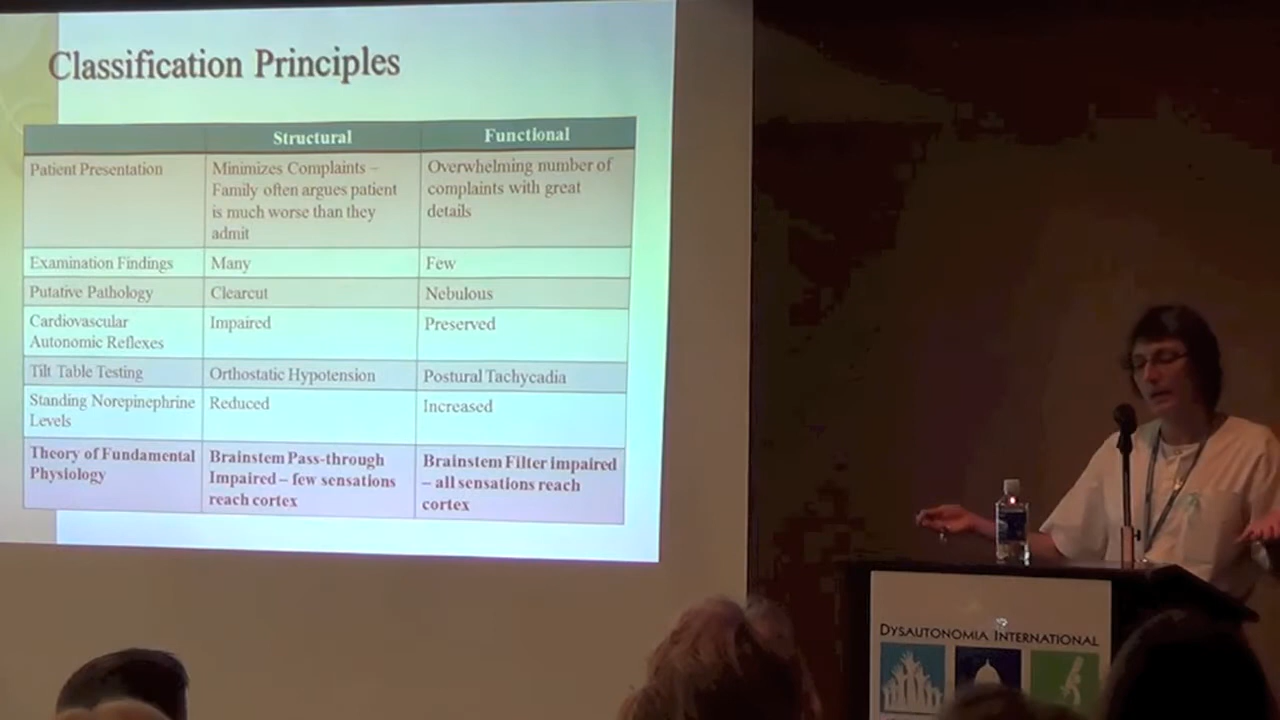 Classification Principles
Structural
Functional
Patient Presentation
Minimizes Complaints –
Family often argues patient
is much worse than they
admit
Overwhelming number of
complaints with great
details
Examination Findings
Many
Few
Putative Pathology
Clearcut
Nebulous
Cardiovascular
Autonomic Reflexes
Impaired
Preserved
Tilt Table Testing
Orthostatic Hypotension
Postural Tachycadia
Standing Norepinephrine
Levels
Reduced
Increased
Theory of Fundamental
Physiology
Brainstem Pass-through
Impaired – few sensations
reach cortex
Brainstem Filter impaired
– all sensations reach
cortex
DYSAUTONOMIA INTERNATIONAL